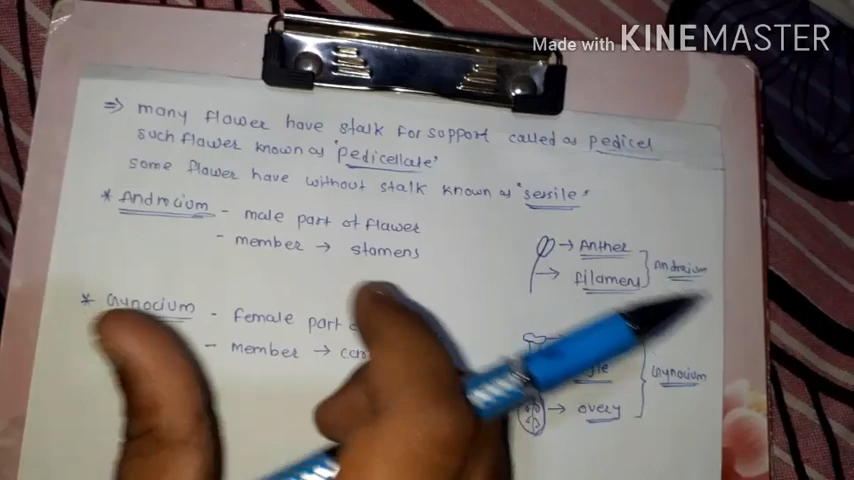 Made with KINEMASTER
⇒ many flower have stalk for support called as pedicel
such flower known as 'pedicellate'
some flower have without stalk known as 'sessile'
* Androcium - male part of flower
- member → stamens
→ Anther
→ filament
Androium
* Gynocium - female part
- member →
Gynocium
→ overy